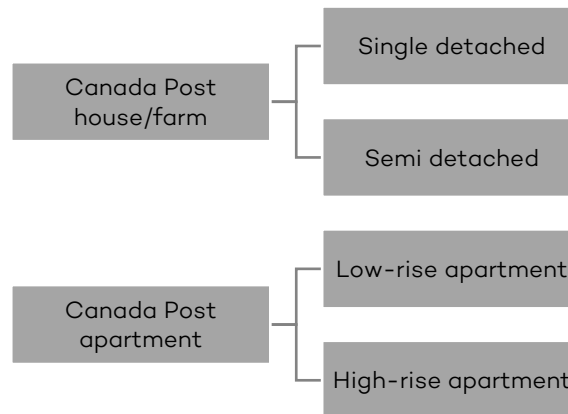 Canada Post
house/farm
Single detached
Semi detached
Canada Post
apartment
Low-rise apartment
High-rise apartment